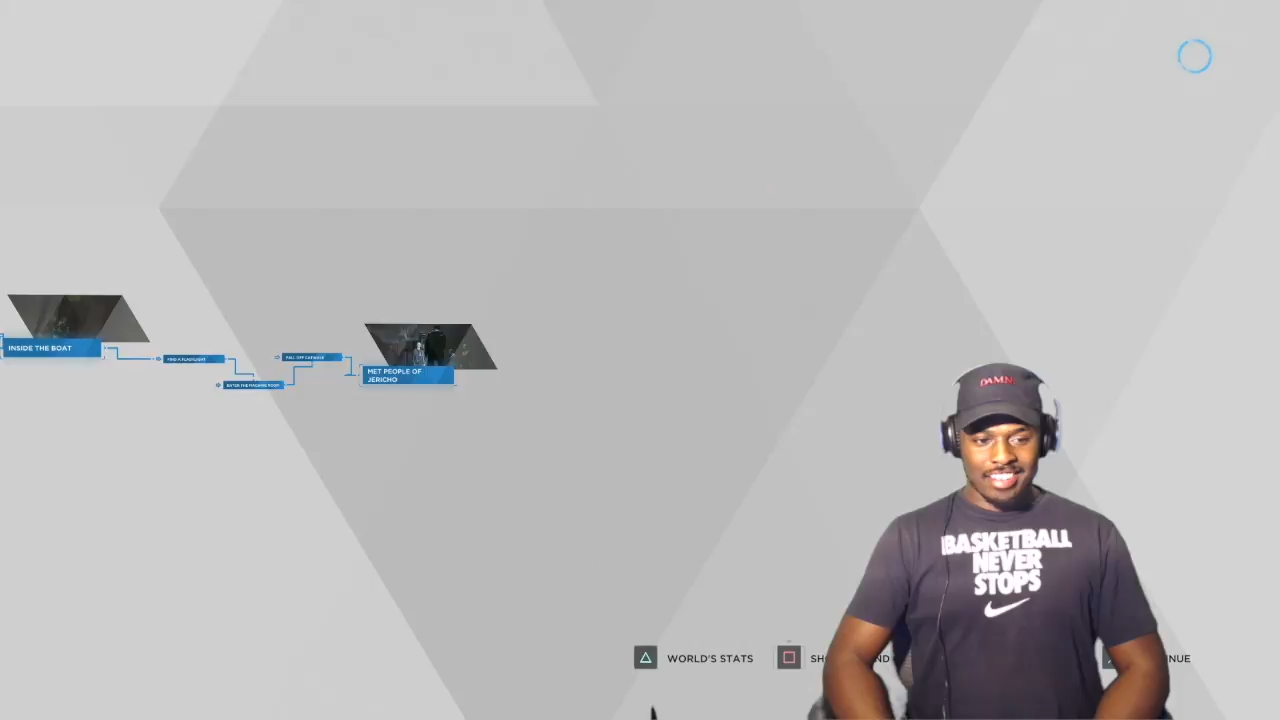 INSIDE THE BOAT
FIND A FLASHLIGHT
ENTER THE MACHINE ROOM
FALL OFF CATWALK
MET PEOPLE OF
JERICHO
DAMN.
BASKETBALL
NEVER
STOPS
WORLD'S STATS